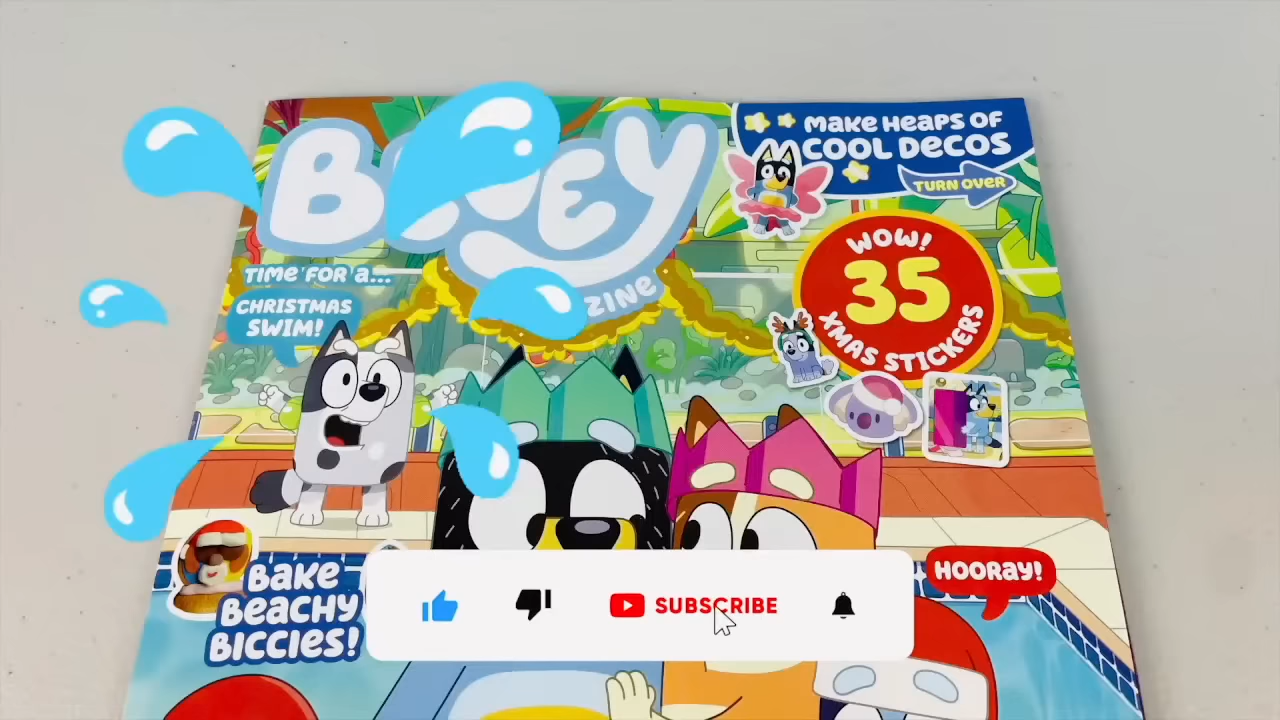 MAKE HEAPS OF
COOL DECOS
TURN OVER
WOW!
35
XMAS STICKERS
TIME FOR A...
CHRISTMAS
SWIM!
BAKE
BEACHY
BICCIES!
HOORAY!
SUBSCRIBE